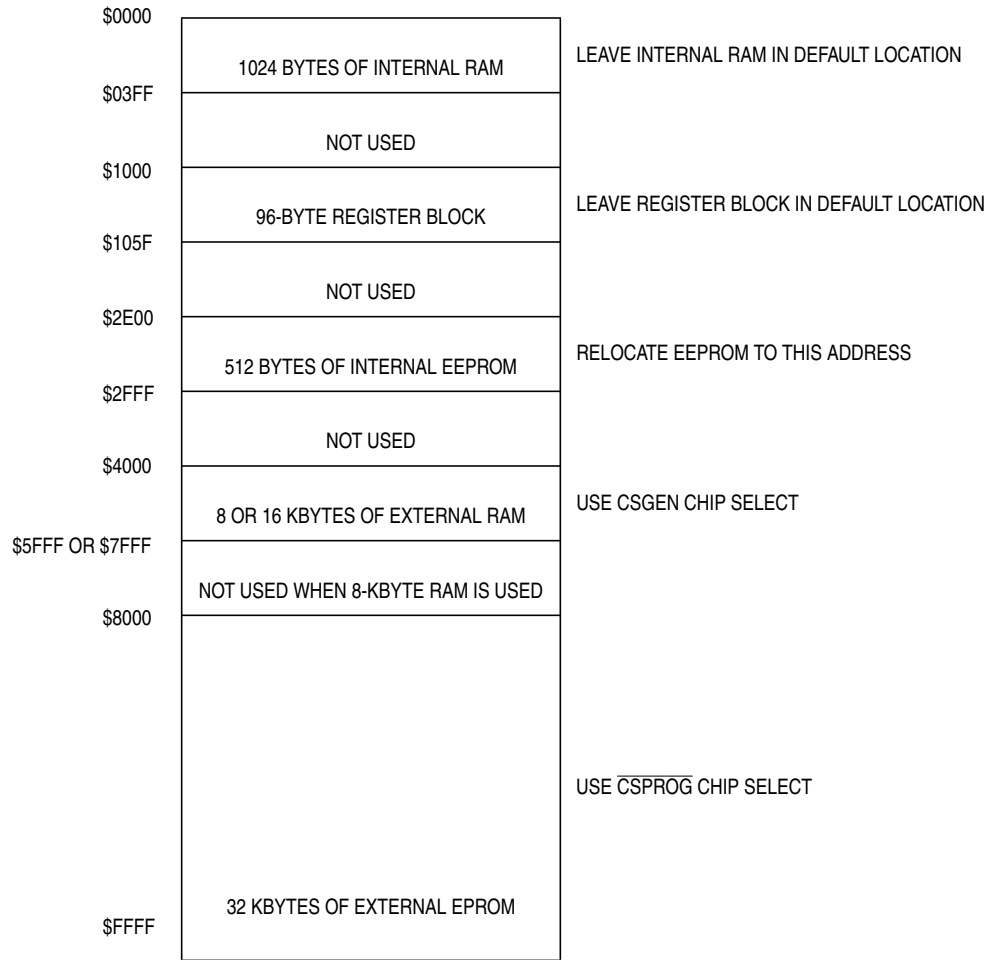 $0000
1024 BYTES OF INTERNAL RAM
LEAVE INTERNAL RAM IN DEFAULT LOCATION
$03FF
NOT USED
$1000
96-BYTE REGISTER BLOCK
LEAVE REGISTER BLOCK IN DEFAULT LOCATION
$105F
NOT USED
$2E00
512 BYTES OF INTERNAL EEPROM
RELOCATE EEPROM TO THIS ADDRESS
$2FFF
NOT USED
$4000
8 OR 16 KBYTES OF EXTERNAL RAM
USE CSGEN CHIP SELECT
$5FFF OR $7FFF
NOT USED WHEN 8-KBYTE RAM IS USED
$8000
USE CSPROG CHIP SELECT
32 KBYTES OF EXTERNAL EPROM
$FFFF